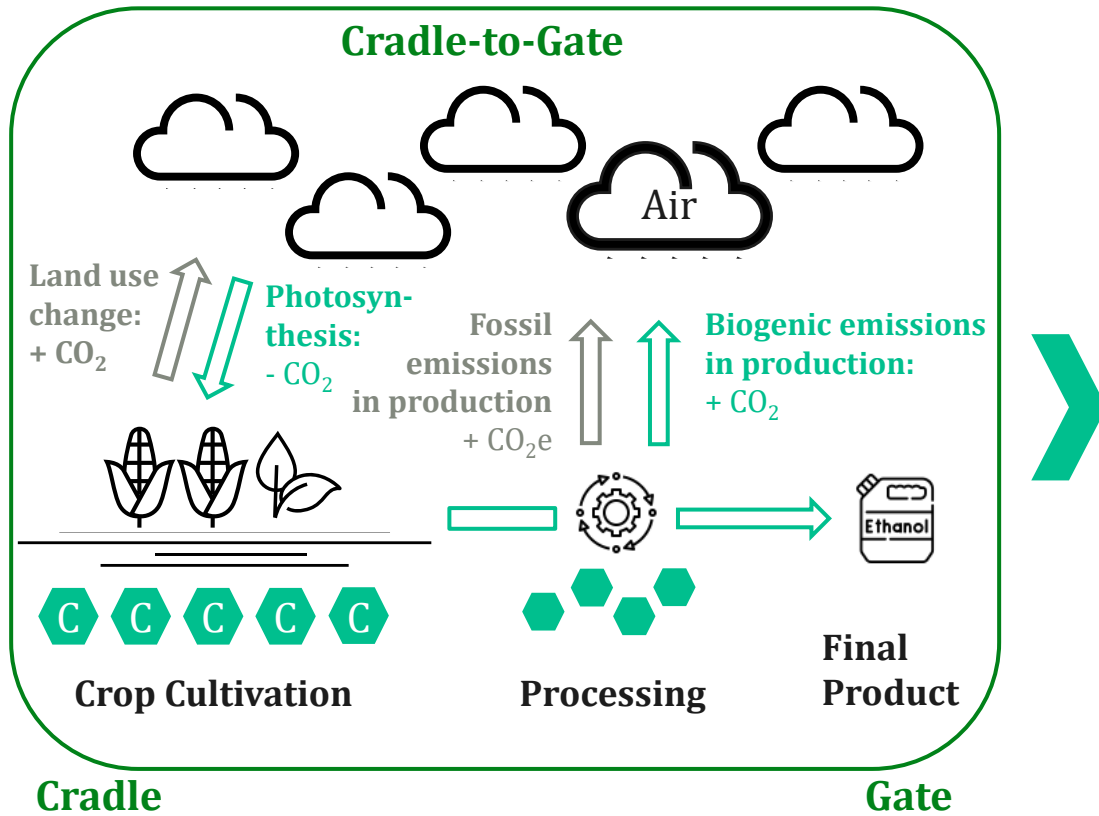 Cradle-to-Gate
Air
Land use
change:
+ CO₂
Photosyn-
thesis:
- CO₂
Fossil
emissions
in production
+ CO₂e
Biogenic emissions
in production:
+ CO₂
Ethanol
C C C C C
Crop Cultivation
Processing
Final
Product
Cradle
Gate